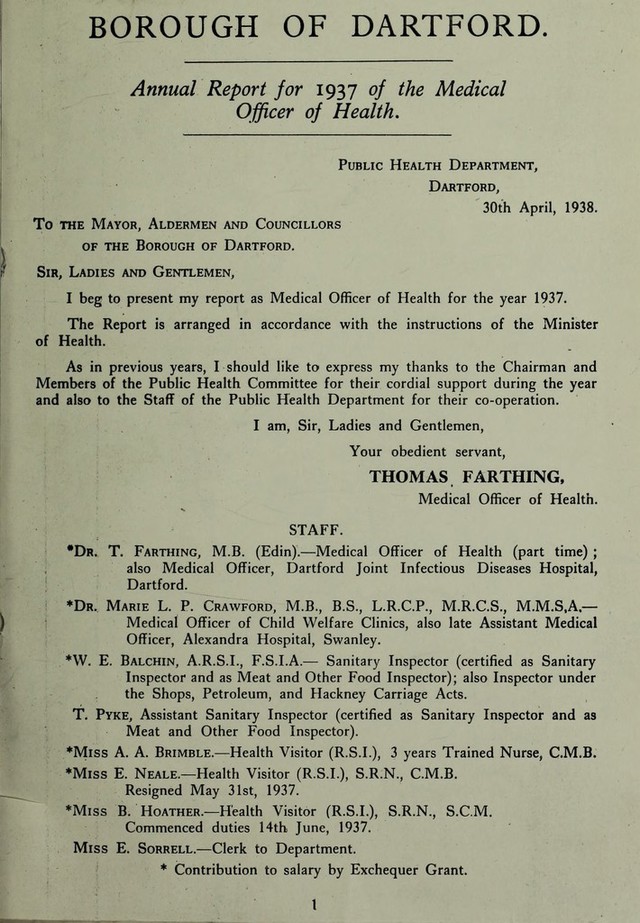 BOROUGH OF DARTFORD.
Annual Report for 1937 of the Medical
Officer of Health.
PUBLIC HEALTH DEPARTMENT,
DARTFORD,
30th April, 1938.
TO THE MAYOR, ALDERMEN AND COUNCILLORS
OF THE BOROUGH OF DARTFORD.
SIR, LADIES AND GENTLEMEN,
I beg to present my report as Medical Officer of Health for the year 1937.
The Report is arranged in accordance with the instructions of the Minister
of Health.
As in previous years, I should like to express my thanks to the Chairman and
Members of the Public Health Committee for their cordial support during the year
and also to the Staff of the Public Health Department for their co-operation.
I am, Sir, Ladies and Gentlemen,
Your obedient servant,
THOMAS FARTHING,
Medical Officer of Health.
STAFF.
*DR. T. FARTHING, M.B. (Edin).—Medical Officer of Health (part time) ;
also Medical Officer, Dartford Joint Infectious Diseases Hospital,
Dartford.
*DR. MARIE L. P. CRAWFORD, M.B., B.S., L.R.C.P., M.R.C.S., M.M.S,A.—
Medical Officer of Child Welfare Clinics, also late Assistant Medical
Officer, Alexandra Hospital, Swanley.
*W. E. BALCHIN, A.R.S.I., F.S.I.A.— Sanitary Inspector (certified as Sanitary
Inspector and as Meat and Other Food Inspector); also Inspector under
the Shops, Petroleum, and Hackney Carriage Acts.
T. PYKE, Assistant Sanitary Inspector (certified as Sanitary Inspector and as
Meat and Other Food Inspector).
*MISS A. A. BRIMBLE.—Health Visitor (R.S.I.), 3 years Trained Nurse, C.M.B.
*MISS E. NEALE.—Health Visitor (R.S.I.), S.R.N., C.M.B.
Resigned May 31st, 1937.
*MISS B. HOATHER.—Health Visitor (R.S.I.), S.R.N., S.C.M.
Commenced duties 14th June, 1937.
MISS E. SORRELL.—Clerk to Department.
* Contribution to salary by Exchequer Grant.
1